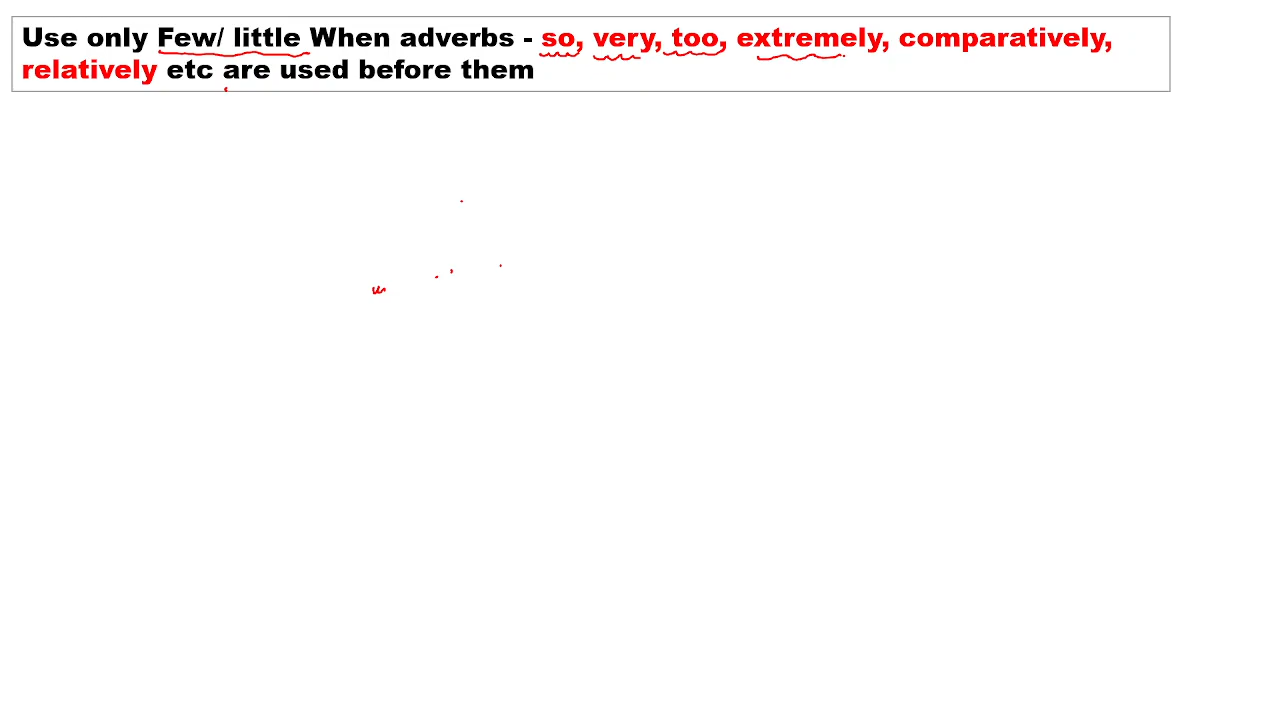 Use only Few/ little When adverbs - so, very, too, extremely, comparatively,
relatively etc are used before them